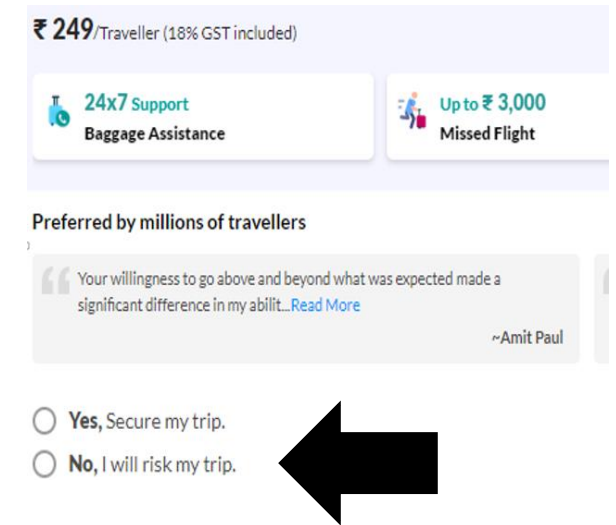 ₹ 249/Traveller (18% GST included)
24x7 Support
Baggage Assistance
Up to ₹ 3,000
Missed Flight
Preferred by millions of travellers
Your willingness to go above and beyond what was expected made a
significant difference in my abilit...Read More
~Amit Paul
Yes, Secure my trip.
No, I will risk my trip.